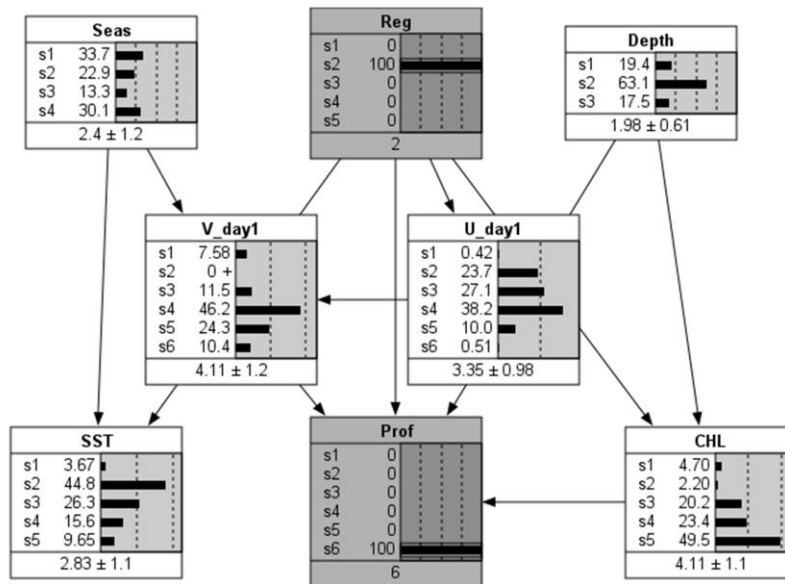 Seas
s1 33.7
s2 22.9
s3 13.3
s4 30.1
2.4 ± 1.2
Reg
s1 0
s2 100
s3 0
s4 0
s5 0
2
Depth
s1 19.4
s2 63.1
s3 17.5
1.98 ± 0.61
V_day1
s1 7.58
s2 0 +
s3 11.5
s4 46.2
s5 24.3
s6 10.4
4.11 ± 1.2
U_day1
s1 0.42
s2 23.7
s3 27.1
s4 38.2
s5 10.0
s6 0.51
3.35 ± 0.98
SST
s1 3.67
s2 44.8
s3 26.3
s4 15.6
s5 9.65
2.83 ± 1.1
Prof
s1 0
s2 0
s3 0
s4 0
s5 0
s6 100
6
CHL
s1 4.70
s2 2.20
s3 20.2
s4 23.4
s5 49.5
4.11 ± 1.1